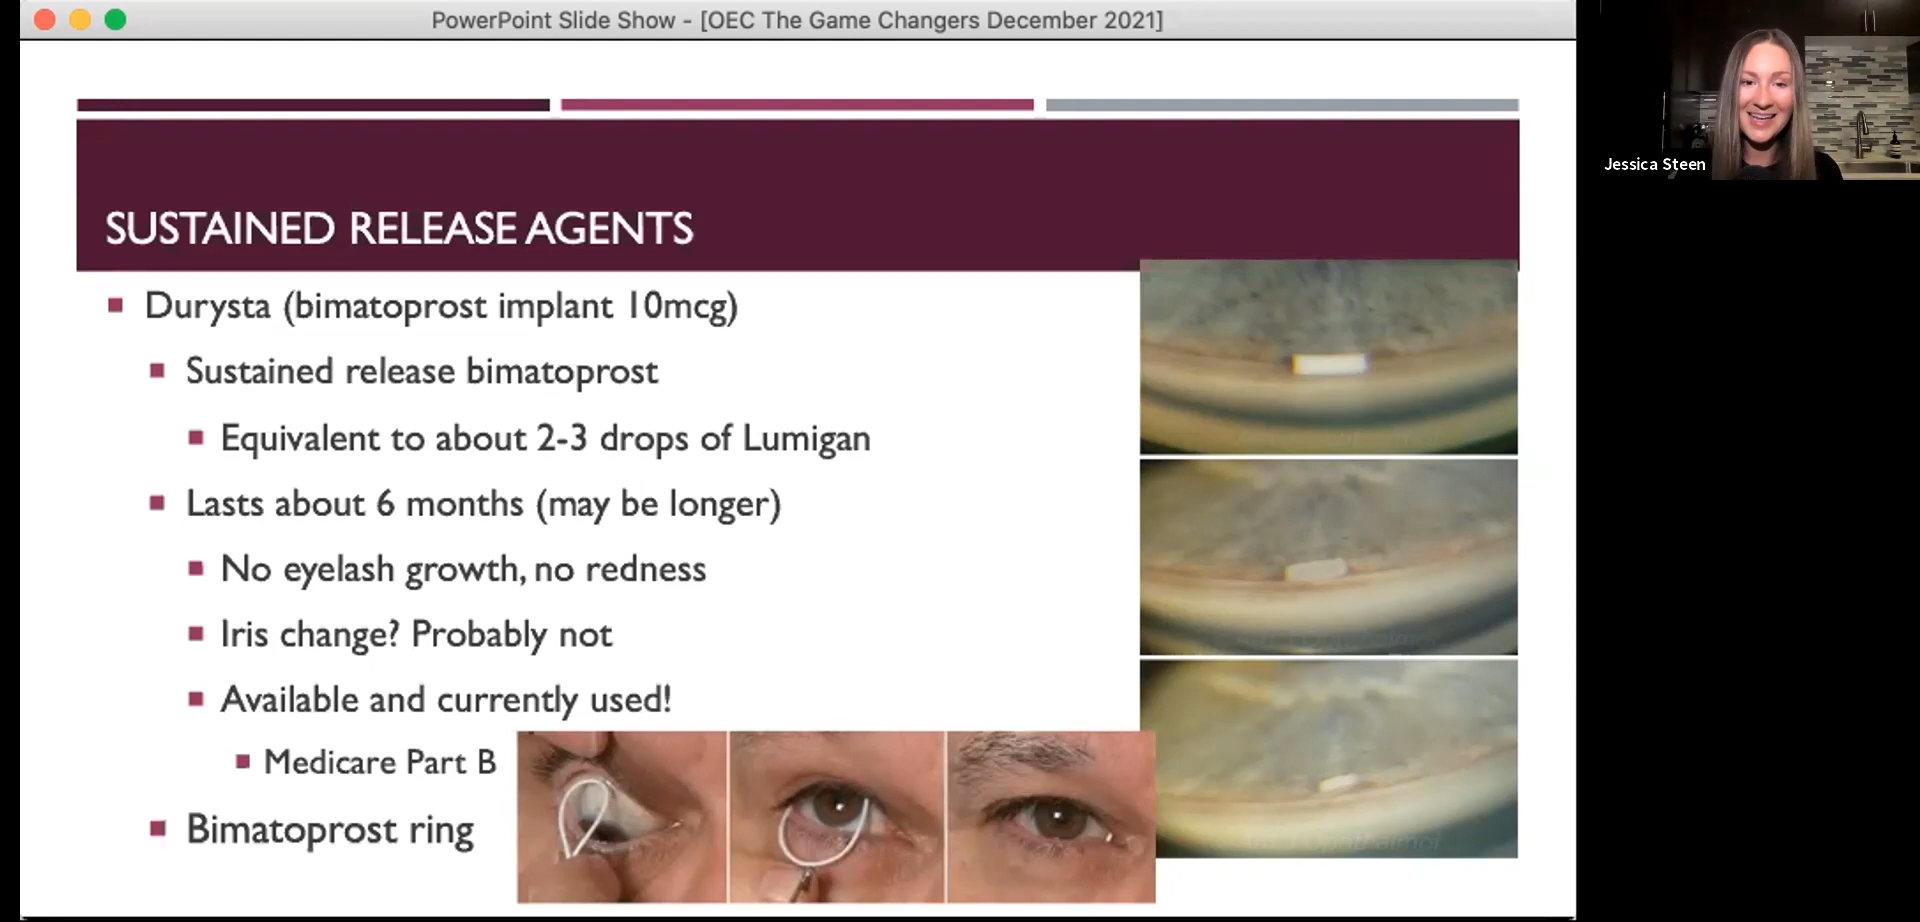 PowerPoint Slide Show - [OEC The Game Changers December 2021]
Jessica Steen
SUSTAINED RELEASE AGENTS
Durysta (bimatoprost implant 10mcg)
Sustained release bimatoprost
Equivalent to about 2-3 drops of Lumigan
Lasts about 6 months (may be longer)
No eyelash growth, no redness
Iris change? Probably not
Available and currently used!
Medicare Part B
Bimatoprost ring